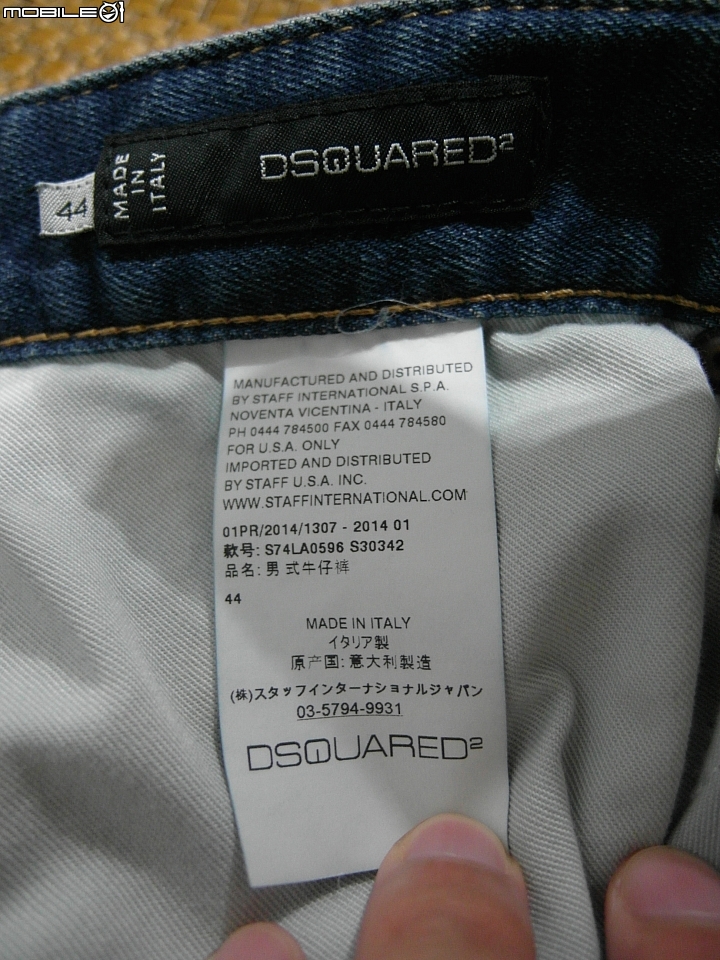 MOBILE01
DSQUARED2
MADE
IN
ITALY
44
MANUFACTURED AND DISTRIBUTED
BY STAFF INTERNATIONAL S.P.A.
NOVENTA VICENTINA - ITALY
PH 0444 784500 FAX 0444 784580
FOR U.S.A. ONLY
IMPORTED AND DISTRIBUTED
BY STAFF U.S.A. INC.
WWW.STAFFINTERNATIONAL.COM
01PR/2014/1307 - 2014 01
款号: S74LA0596 S30342
品名: 男式牛仔裤
44
MADE IN ITALY
イタリア製
原产国: 意大利製造
(株)スタッフインターナショナルジャパン
03-5794-9931
DSQUARED2